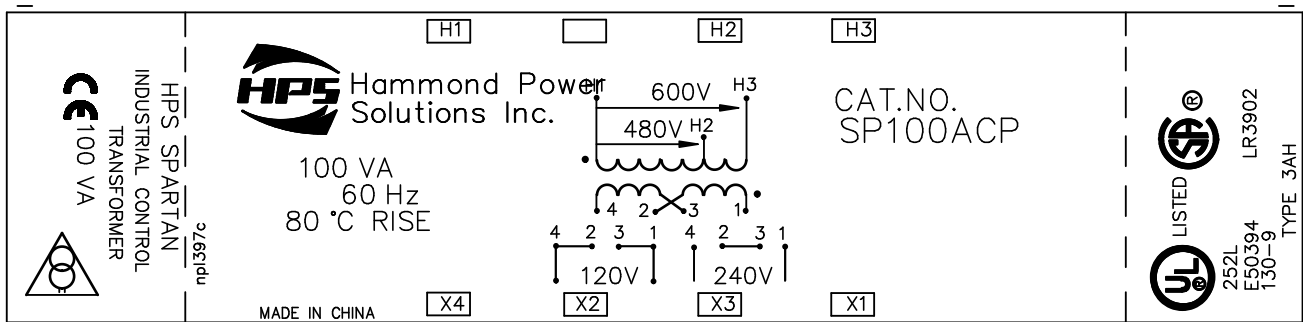 HPS SPARTAN
INDUSTRIAL CONTROL
TRANSFORMER
CE 100 VA
npl397.c
H1 H2 H3
HPS Hammond Power
Solutions Inc.
100 VA
60 Hz
80 °C RISE
MADE IN CHINA
H1 600V H3
480V H2
4 2 3 1
4 2 3 1 4 2 3 1
120V 240V
X4 X2 X3 X1
CAT.NO.
SP100ACP
SA ® LR3902
UL ® LISTED
252L
E50394
130-9
TYPE 3AH